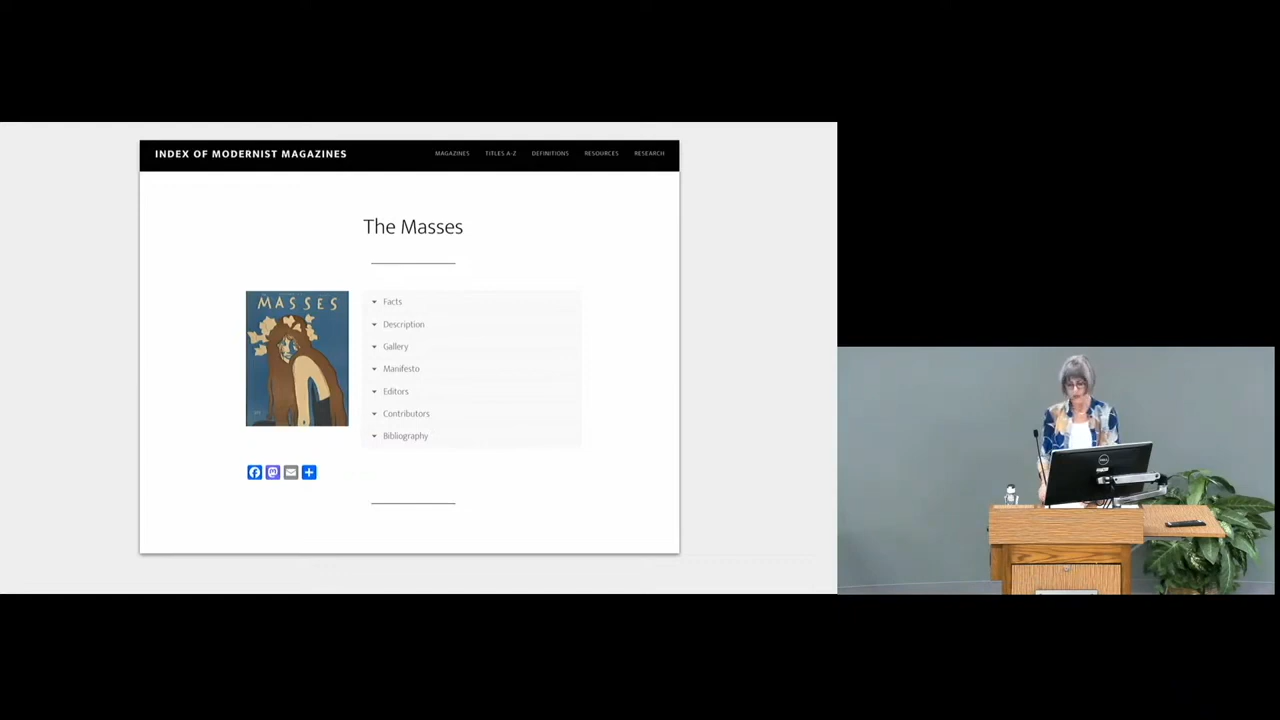 INDEX OF MODERNIST MAGAZINES
MAGAZINES TITLES A-Z DEFINITIONS RESOURCES RESEARCH
The Masses
MASSES
Facts
Description
Gallery
Manifesto
Editors
Contributors
Bibliography
DELL